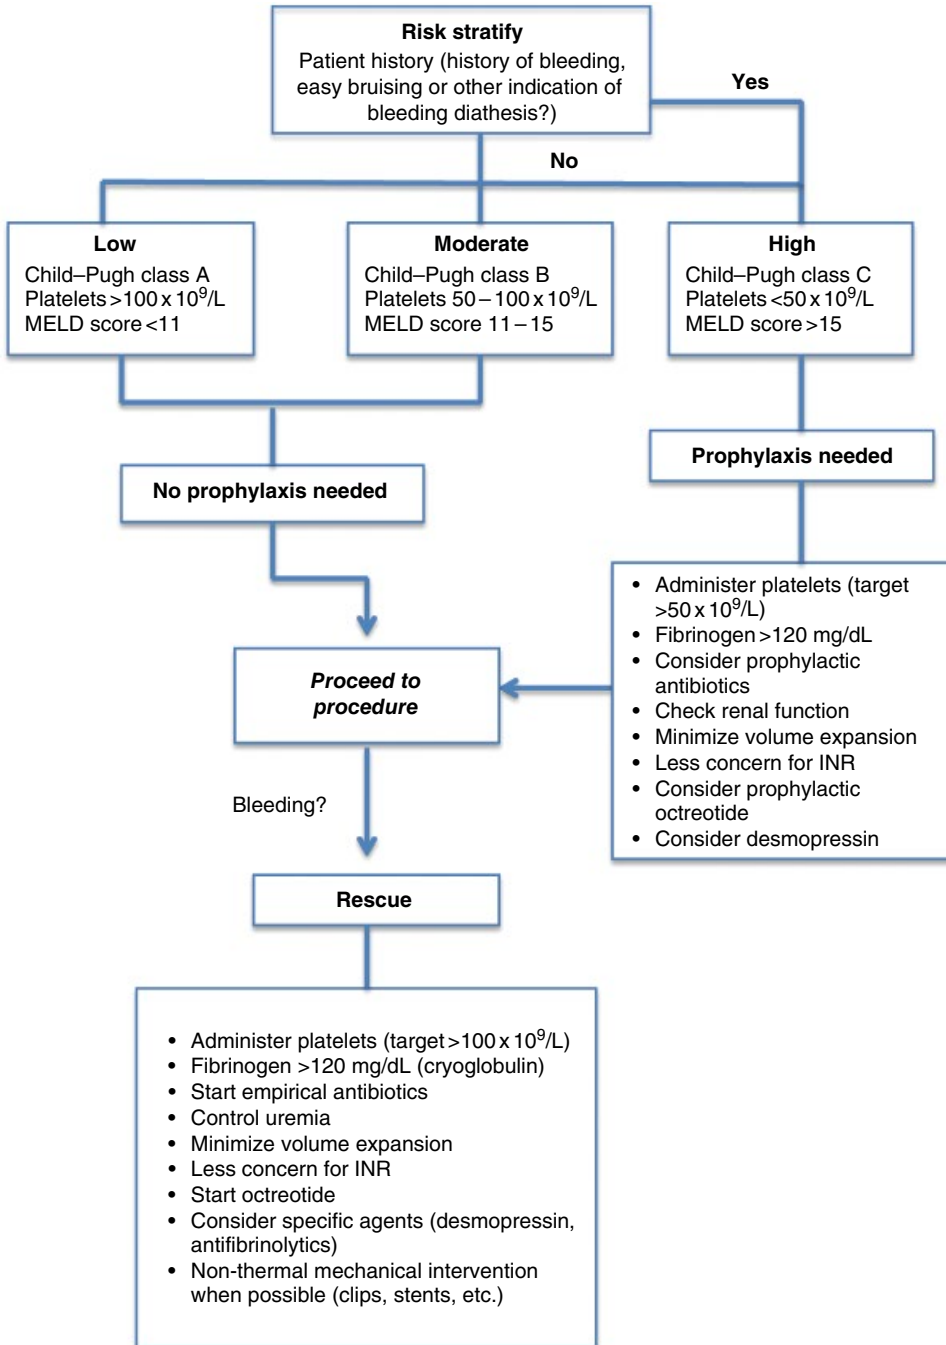 Risk stratify
Patient history (history of bleeding,
easy bruising or other indication of
bleeding diathesis?)
Yes
No
Low
Child–Pugh class A
Platelets >100 x 10⁹/L
MELD score <11
Moderate
Child–Pugh class B
Platelets 50 – 100 x 10⁹/L
MELD score 11 – 15
High
Child–Pugh class C
Platelets <50 x 10⁹/L
MELD score >15
No prophylaxis needed
Prophylaxis needed
• Administer platelets (target
>50 x 10⁹/L)
• Fibrinogen >120 mg/dL
• Consider prophylactic
antibiotics
• Check renal function
• Minimize volume expansion
• Less concern for INR
• Consider prophylactic
octreotide
• Consider desmopressin
Proceed to
procedure
Bleeding?
Rescue
• Administer platelets (target >100 x 10⁹/L)
• Fibrinogen >120 mg/dL (cryoglobulin)
• Start empirical antibiotics
• Control uremia
• Minimize volume expansion
• Less concern for INR
• Start octreotide
• Consider specific agents (desmopressin,
antifibrinolytics)
• Non-thermal mechanical intervention
when possible (clips, stents, etc.)